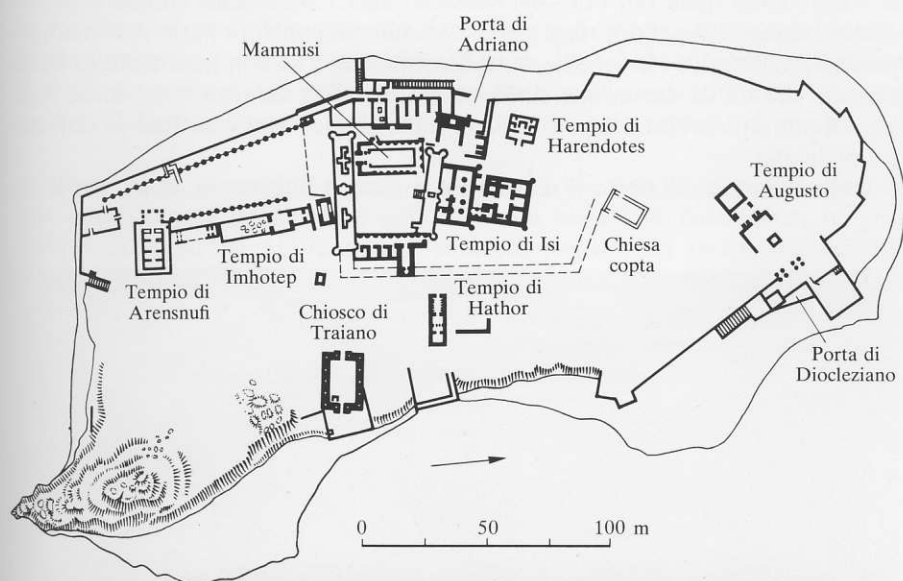 Porta di
Adriano
Mammisi
Tempio di
Harendotes
Tempio di
Augusto
Tempio di Isi
Chiesa
copta
Tempio di
Imhotep
Tempio di
Arensnufi
Tempio di
Hathor
Chiosco di
Traiano
Porta di
Diocleziano
0 50 100 m